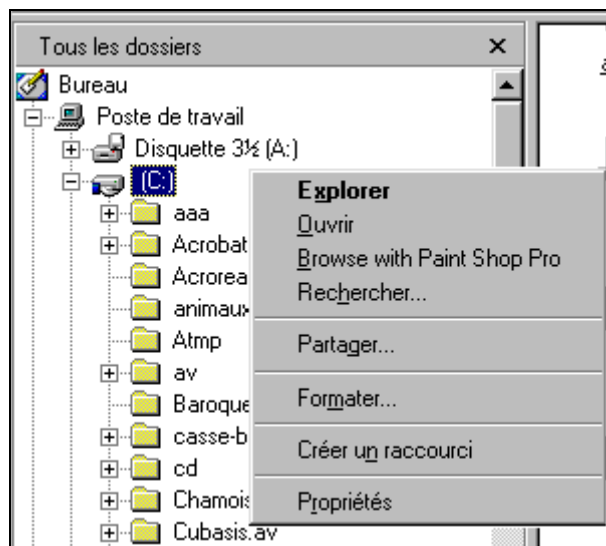 Tous les dossiers
Bureau
Poste de travail
Disquette 3½ (A:)
(C:)
aaa
Acrobat
Acrorea
animaux
Atmp
av
Baroque
casse-b
cd
Chamois
Cubasis.av
Explorer
Ouvrir
Browse with Paint Shop Pro
Rechercher...
Partager...
Formater...
Créer un raccourci
Propriétés